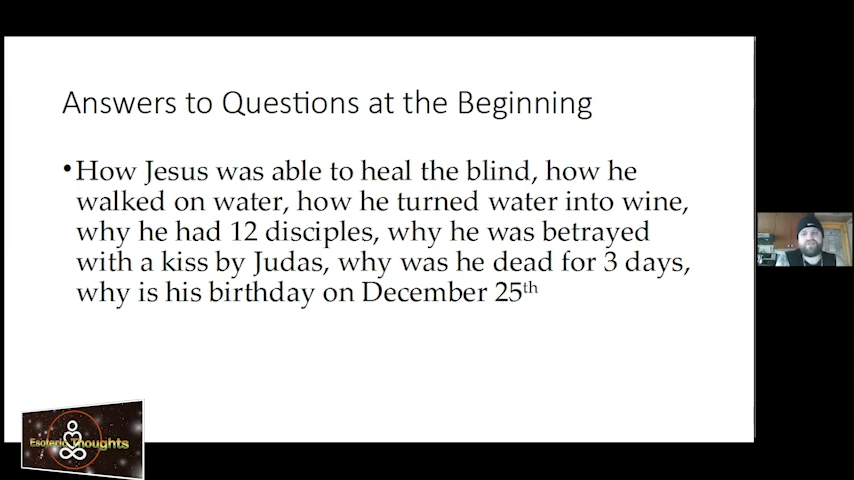 Answers to Questions at the Beginning
•How Jesus was able to heal the blind, how he
walked on water, how he turned water into wine,
why he had 12 disciples, why he was betrayed
with a kiss by Judas, why was he dead for 3 days,
why is his birthday on December 25th
Esoteric Thoughts